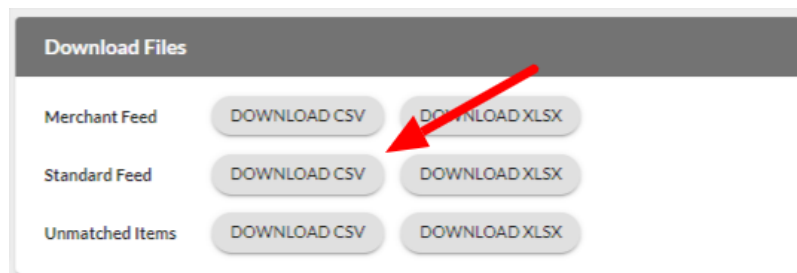 Download Files
Merchant Feed DOWNLOAD CSV DOWNLOAD XLSX
Standard Feed DOWNLOAD CSV DOWNLOAD XLSX
Unmatched Items DOWNLOAD CSV DOWNLOAD XLSX